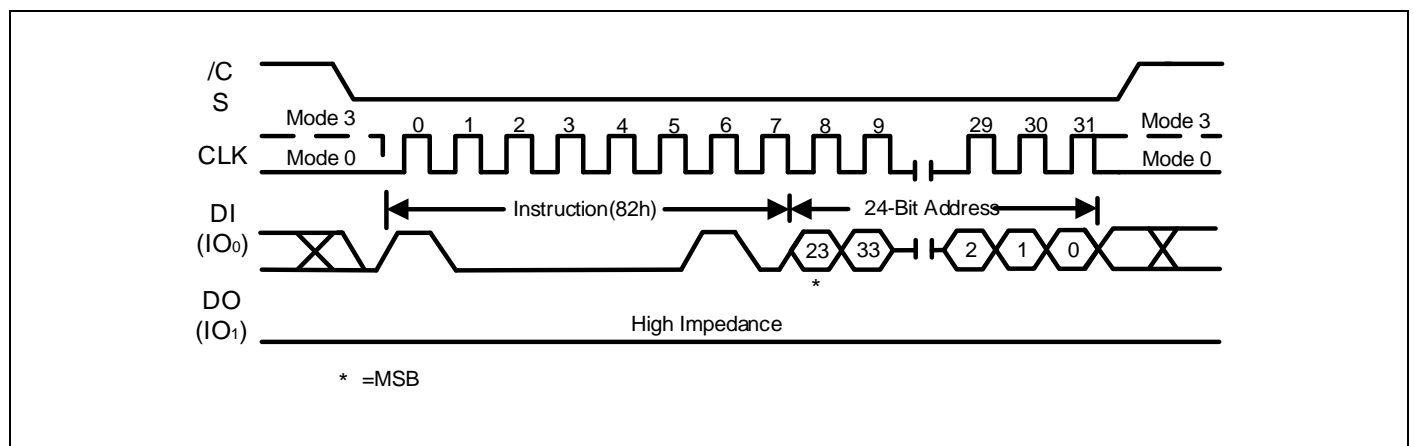 /C
S
Mode 3 0 1 2 3 4 5 6 7 8 9 29 30 31 Mode 3
CLK Mode 0 Mode 0
DI Instruction(82h) 24-Bit Address
(IO0) 23 33 2 1 0
*
DO
(IO1) High Impedance
* =MSB